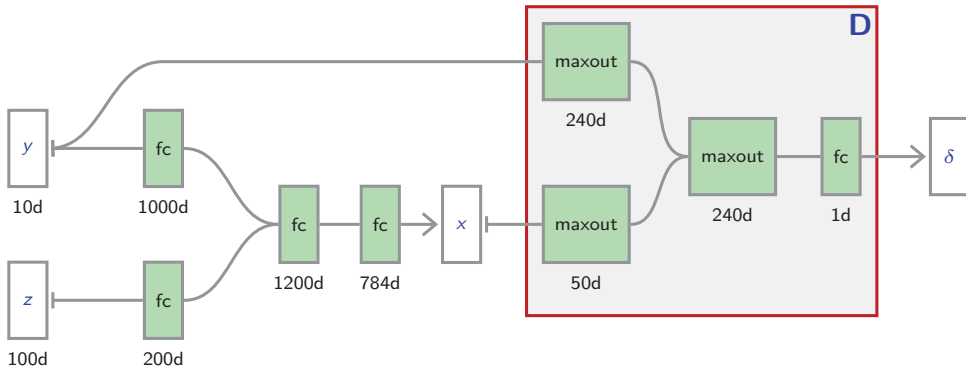 D
maxout
240d
y
fc
maxout
fc
δ
10d
1000d
240d
1d
fc
fc
x
maxout
1200d
784d
50d
z
fc
100d
200d